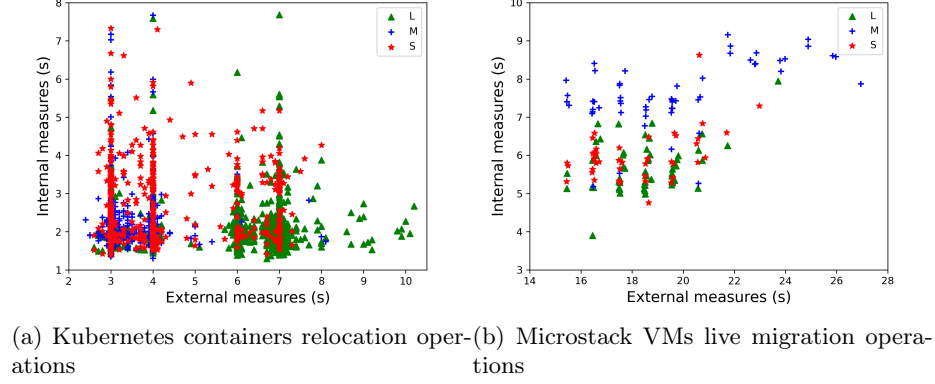 8
7
6
5
4
3
2
1
Internal measures (s)
2 3 4 5 6 7 8 9 10
External measures (s)
L
M
S
10
9
8
7
6
5
4
3
Internal measures (s)
14 16 18 20 22 24 26 28
External measures (s)
L
M
S
(a) Kubernetes containers relocation oper-
ations
(b) Microstack VMs live migration opera-
tions